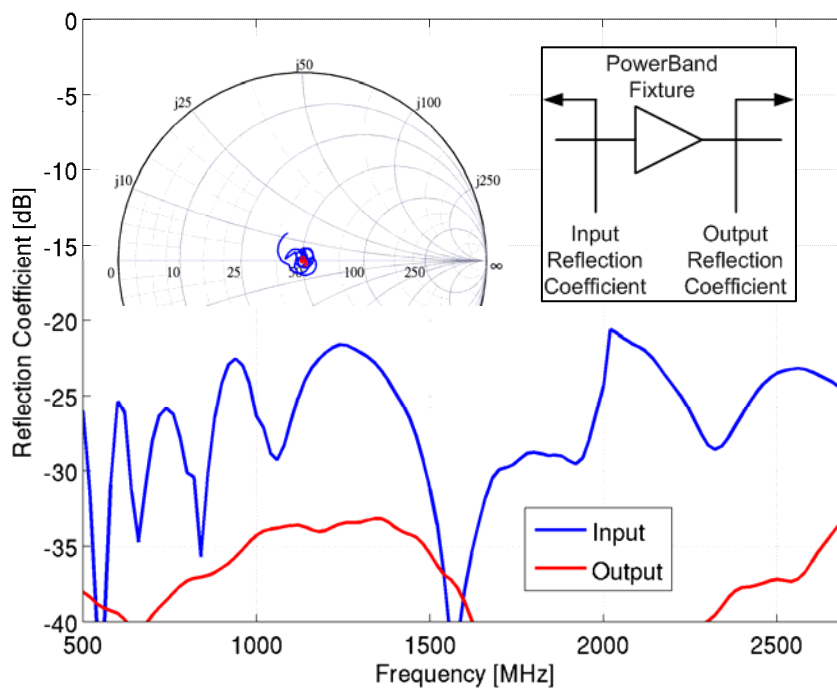 0
-5
-10
-15
-20
-25
-30
-35
-40
Reflection Coefficient [dB]
500
1000
1500
2000
2500
Frequency [MHz]
j50
j25
j100
j10
j250
0
10
25
50
100
250
∞
PowerBand
Fixture
Input
Reflection
Coefficient
Output
Reflection
Coefficient
Input
Output